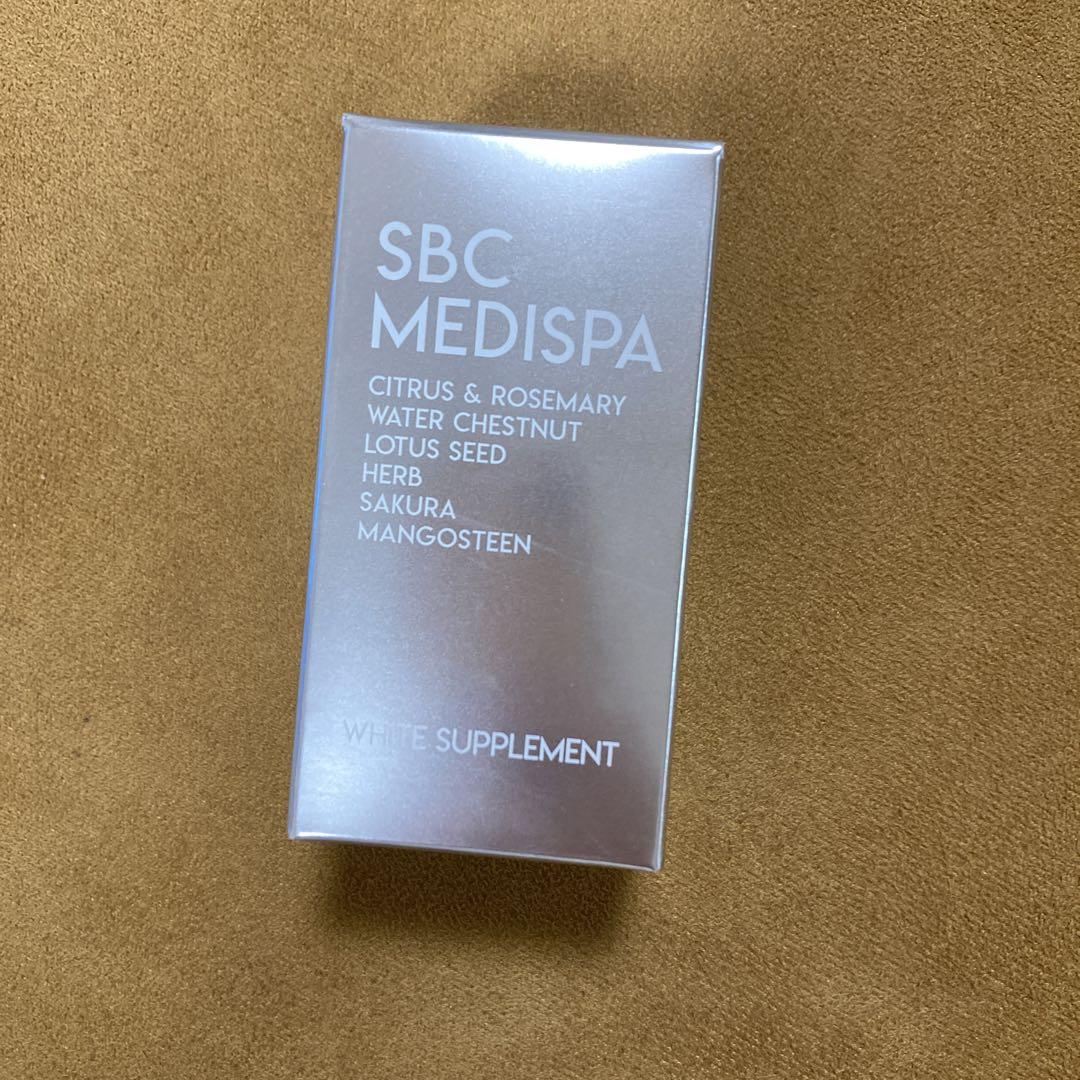 SBC
MEDISPA
CITRUS & ROSEMARY
WATER CHESTNUT
LOTUS SEED
HERB
SAKURA
MANGOSTEEN
WHITE SUPPLEMENT